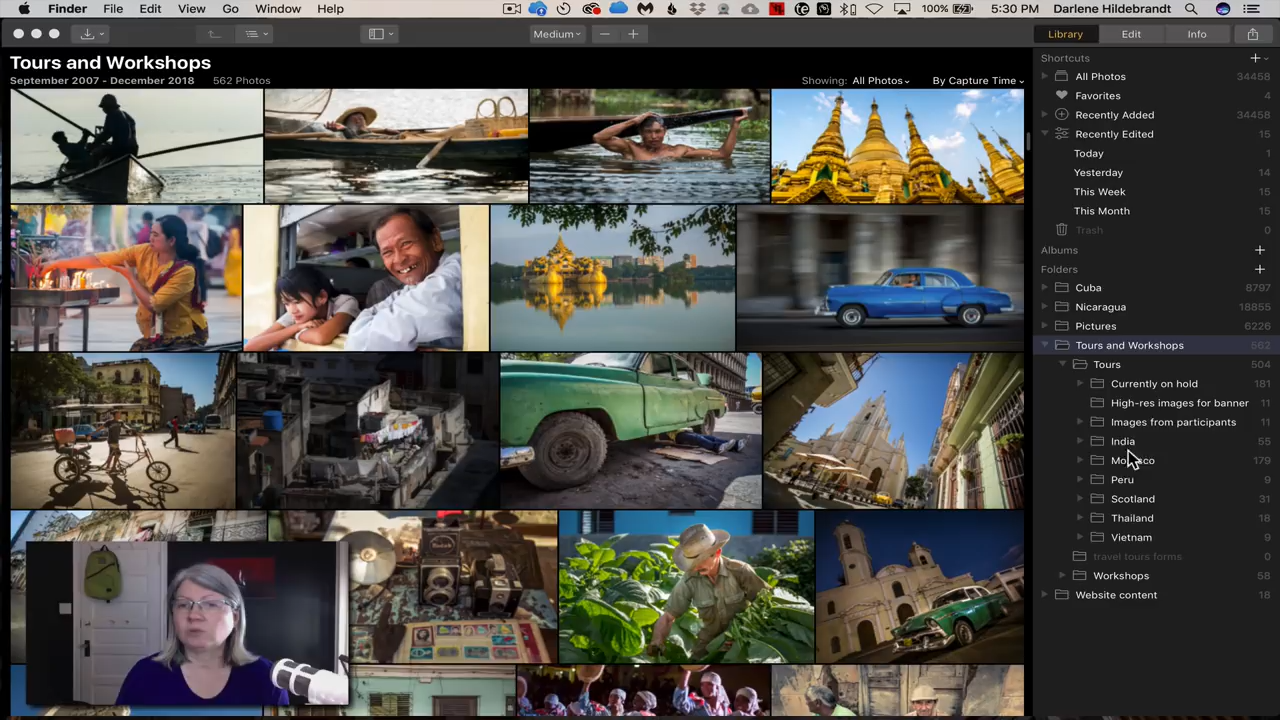 Finder File Edit View Go Window Help 100% 5:30 PM Darlene Hildebrandt
Medium Library Edit Info
Tours and Workshops
September 2007 - December 2018 562 Photos Showing: All Photos By Capture Time
Shortcuts
All Photos 34458
Favorites 4
Recently Added 34458
Recently Edited 15
Today 1
Yesterday 14
This Week 15
This Month 15
Trash 0
Albums
Folders
Cuba 8797
Nicaragua 18855
Pictures 6226
Tours and Workshops 562
Tours 504
Currently on hold 181
High-res images for banner 11
Images from participants 11
India 55
179
Peru 9
Scotland 31
Thailand 18
Vietnam 9
travel tours forms 0
Workshops 58
Website content 18